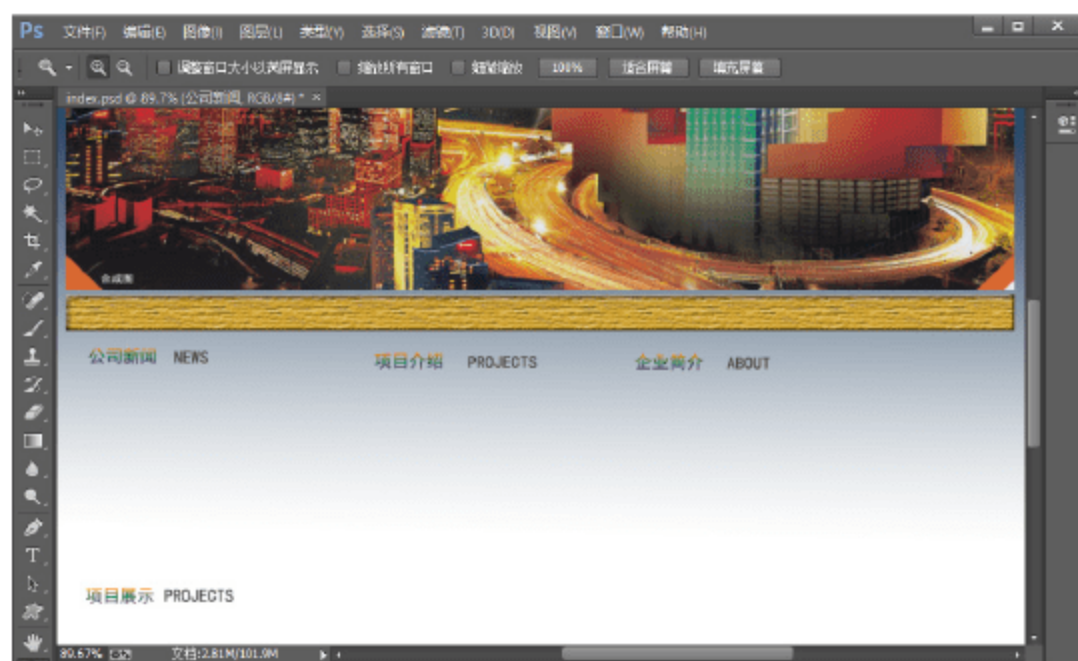 Ps 文件(F) 编辑(E) 图像(I) 图层(L) 类型(Y) 选择(S) 滤镜(T) 3D(D) 视图(V) 窗口(W) 帮助(H)
调整窗口大小以满屏显示 缩放所有窗口 细微缩放 100% 适合屏幕 填充屏幕
index.psd @ 89.7% (公司新闻, RGB/8#) * ×
合成图
公司新闻 NEWS 项目介绍 PROJECTS 企业简介 ABOUT
项目展示 PROJECTS
89.67% 文档:2.81M/101.9M